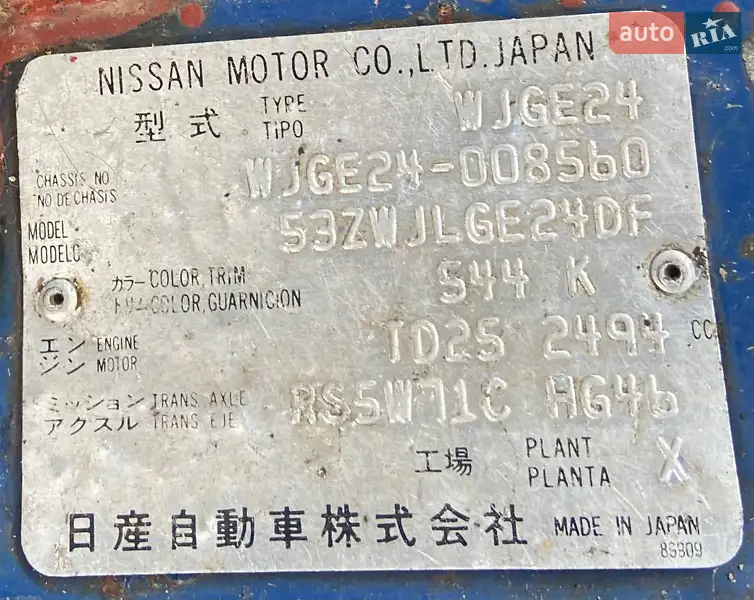 auto RIA .com
NISSAN MOTOR CO.,LTD. JAPAN
型式 TYPE TIPO WJGE24
CHASSIS NO NO DE CHASIS WJGE24-008560
MODEL MODELO 53ZWJLGE24DF
カラー COLOR, TRIM トリム COLOR, GUARNICION 544 K
エンジン ENGINE MOTOR TD25 2494 CC
ミッション TRANS AXLE アクスル TRANS EJE RS5W71C HG46
工場 PLANT PLANTA X
日産自動車株式会社 MADE IN JAPAN